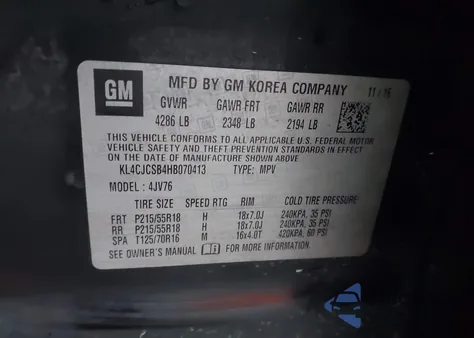 GM
MFD BY GM KOREA COMPANY 11/16
GVWR GAWR FRT GAWR RR
4286 LB 2348 LB 2194 LB
THIS VEHICLE CONFORMS TO ALL APPLICABLE U.S. FEDERAL MOTOR
VEHICLE SAFETY AND THEFT PREVENTION STANDARDS IN EFFECT ON
THE DATE OF MANUFACTURE SHOWN ABOVE.
KL4CJCSB4HB070413 TYPE: MPV
MODEL: 4JV76
TIRE SIZE SPEED RTG RIM COLD TIRE PRESSURE
FRT P215/55R18 H 18x7.0J 240KPA, 35 PSI
RR P215/55R18 H 18x7.0J 240KPA, 35 PSI
SPA T125/70R16 M 16x4.0T 420KPA, 60 PSI
SEE OWNER'S MANUAL FOR MORE INFORMATION.